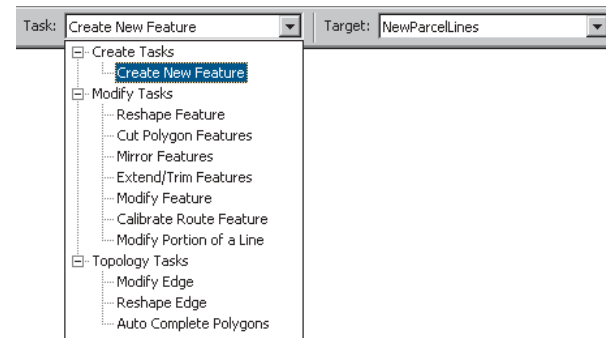 Task: Create New Feature Target: NewParcelLines
Create Tasks
Create New Feature
Modify Tasks
Reshape Feature
Cut Polygon Features
Mirror Features
Extend/Trim Features
Modify Feature
Calibrate Route Feature
Modify Portion of a Line
Topology Tasks
Modify Edge
Reshape Edge
Auto Complete Polygons